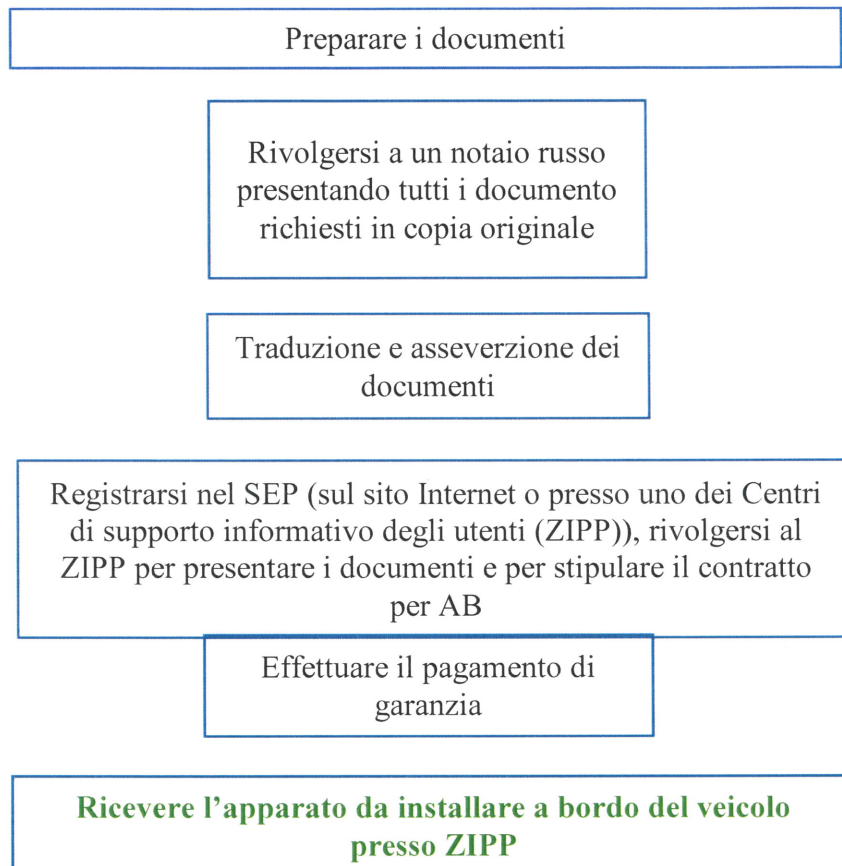 Preparare i documenti
Rivolgersi a un notaio russo
presentando tutti i documento
richiesti in copia originale
Traduzione e asseverzione dei
documenti
Registrarsi nel SEP (sul sito Internet o presso uno dei Centri
di supporto informativo degli utenti (ZIPP)), rivolgersi al
ZIPP per presentare i documenti e per stipulare il contratto
per AB
Effettuare il pagamento di
garanzia
Ricevere l’apparato da installare a bordo del veicolo
presso ZIPP